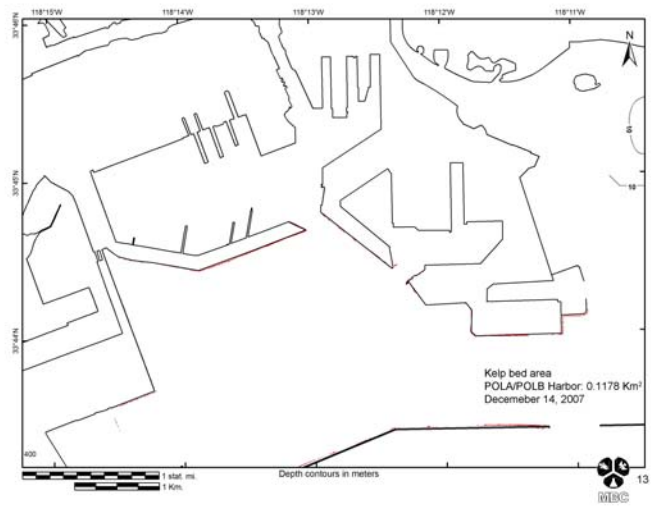 118°15'W 118°14'W 118°13'W 118°12'W 118°11'W
33°46'N
N
33°45'N
18
33°44'N
Kelp bed area
POLA/POLB Harbor: 0.1178 Km²
Decemeber 14, 2007
400
1 stat. mi.
Depth contours in meters
1 Km.
13
MBC